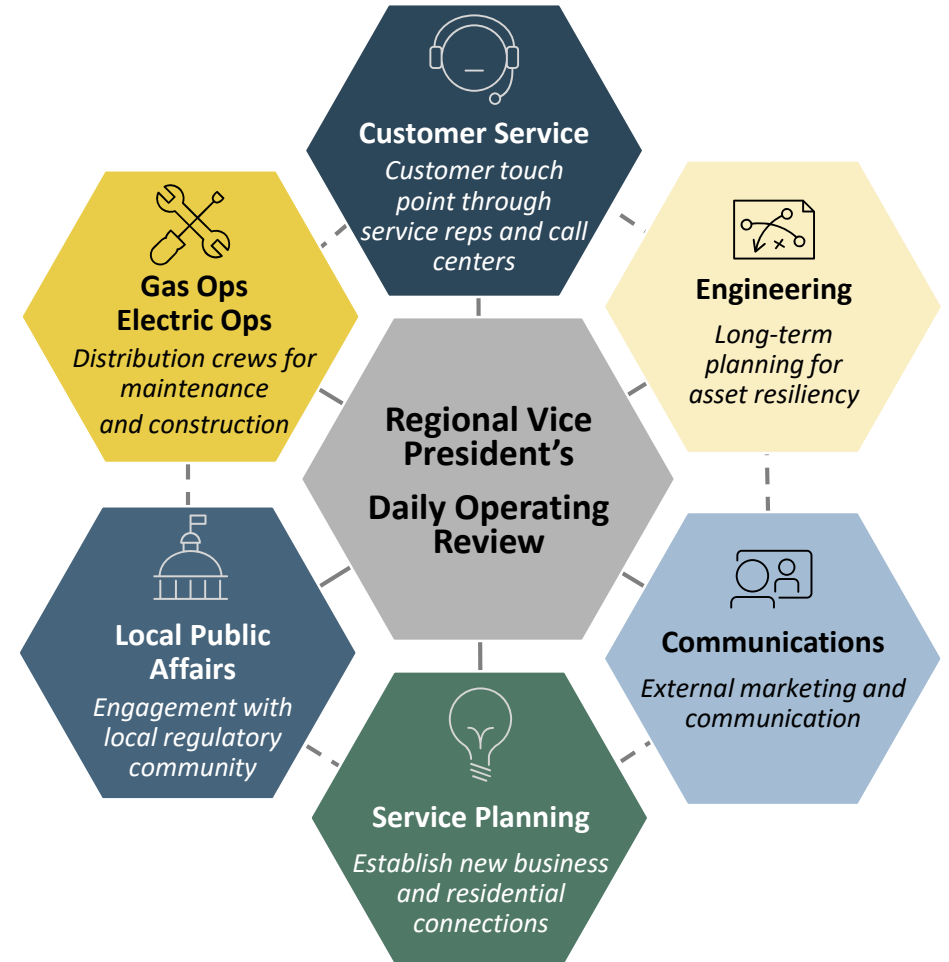 Customer Service
Customer touch
point through
service reps and call
centers
Gas Ops
Electric Ops
Distribution crews for
maintenance
and construction
Engineering
Long-term
planning for
asset resiliency
Regional Vice
President’s
Daily Operating
Review
Local Public
Affairs
Engagement with
local regulatory
community
Communications
External marketing and
communication
Service Planning
Establish new business
and residential
connections